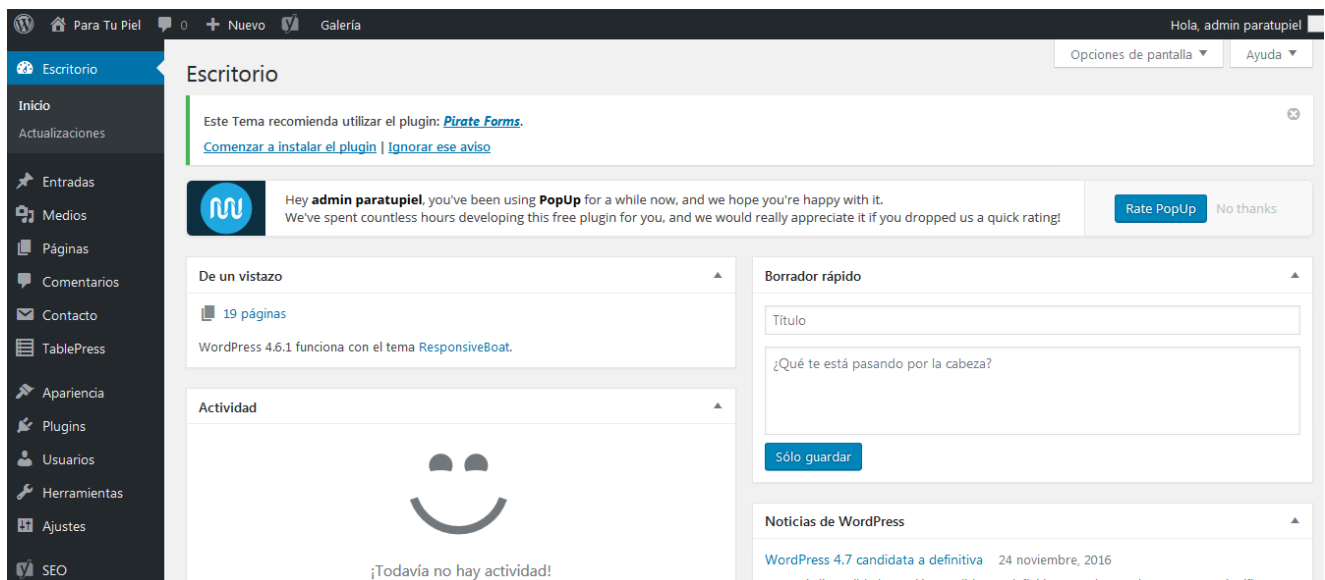 Para Tu Piel 0 Nuevo Galería Hola, admin paratupiel
Opciones de pantalla Ayuda
Escritorio
Inicio
Actualizaciones
Entradas
Medios
Páginas
Comentarios
Contacto
TablePress
Apariencia
Plugins
Usuarios
Herramientas
Ajustes
SEO
Escritorio
Este Tema recomienda utilizar el plugin: Pirate Forms.
Comenzar a instalar el plugin | Ignorar ese aviso
Hey admin paratupiel, you've been using PopUp for a while now, and we hope you're happy with it.
We've spent countless hours developing this free plugin for you, and we would really appreciate it if you dropped us a quick rating!
Rate PopUp No thanks
De un vistazo
19 páginas
WordPress 4.6.1 funciona con el tema ResponsiveBoat.
Actividad
¡Todavía no hay actividad!
Borrador rápido
Título
¿Qué te está pasando por la cabeza?
Sólo guardar
Noticias de WordPress
WordPress 4.7 candidata a definitiva 24 noviembre, 2016